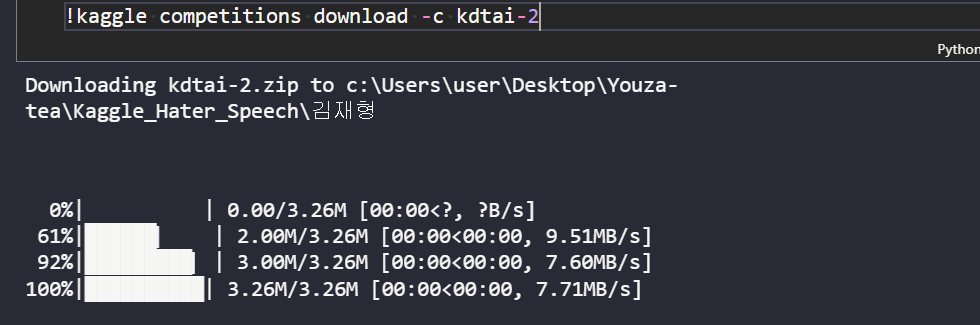 !kaggle competitions download -c kdtai-2
Python
Downloading kdtai-2.zip to c:\Users\user\Desktop\Youza-
tea\Kaggle_Hater_Speech\김재형
0%| | 0.00/3.26M [00:00<?, ?B/s]
61%|██████ | 2.00M/3.26M [00:00<00:00, 9.51MB/s]
92%|█████████ | 3.00M/3.26M [00:00<00:00, 7.60MB/s]
100%|██████████| 3.26M/3.26M [00:00<00:00, 7.71MB/s]